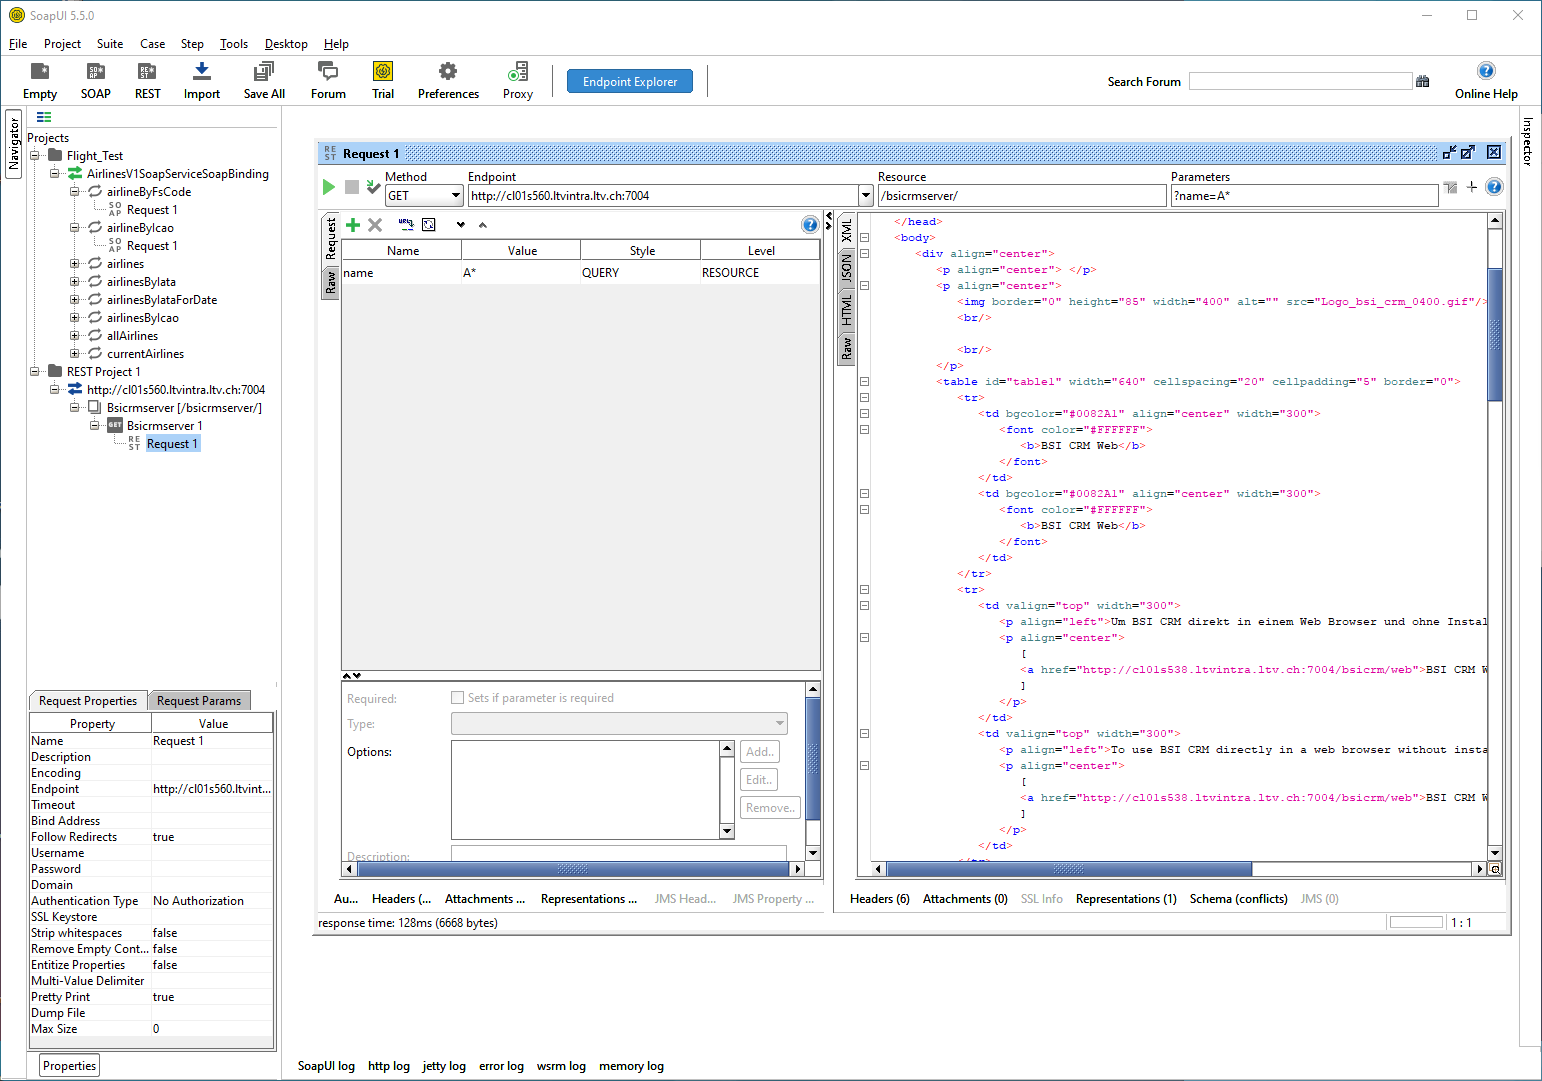 SoapUI 5.5.0
File Project Suite Case Step Tools Desktop Help
Empty SOAP REST Import Save All Forum Trial Preferences Proxy Endpoint Explorer Search Forum Online Help
Navigator
Inspector
Projects
Flight_Test
AirlinesV1SoapServiceSoapBinding
airlineByFsCode
Request 1
airlineByIcao
Request 1
airlines
airlinesByIata
airlinesByIataForDate
airlinesByIcao
allAirlines
currentAirlines
REST Project 1
http://cl01s560.ltvintra.ltv.ch:7004
Bsicrmserver [/bsicrmserver/]
GET Bsicrmserver 1
REST Request 1
Request Properties Request Params
Property Value
Name Request 1
Description
Encoding
Endpoint http://cl01s560.ltvint...
Timeout
Bind Address
Follow Redirects true
Username
Password
Domain
Authentication Type No Authorization
SSL Keystore
Strip whitespaces false
Remove Empty Cont... false
Entitize Properties false
Multi-Value Delimiter
Pretty Print true
Dump File
Max Size 0
Properties
REST Request 1
Method Endpoint Resource Parameters
GET http://cl01s560.ltvintra.ltv.ch:7004 /bsicrmserver/ ?name=A*
Request
Raw
Name Value Style Level
name A* QUERY RESOURCE
Required: Sets if parameter is required
Type:
Options:
Add..
Edit..
Remove..
Description:
Au... Headers (... Attachments ... Representations ... JMS Head... JMS Property ...
XML
JSON
HTML
Raw
</head>
<body>
<div align="center">
<p align="center"> </p>
<p align="center">
<img border="0" height="85" width="400" alt="" src="Logo_bsi_crm_0400.gif"/>
<br/>
<br/>
</p>
<table id="table1" width="640" cellspacing="20" cellpadding="5" border="0">
<tr>
<td bgcolor="#0082A1" align="center" width="300">
<font color="#FFFFFF">
<b>BSI CRM Web</b>
</font>
</td>
<td bgcolor="#0082A1" align="center" width="300">
<font color="#FFFFFF">
<b>BSI CRM Web</b>
</font>
</td>
</tr>
<tr>
<td valign="top" width="300">
<p align="left">Um BSI CRM direkt in einem Web Browser und ohne Instal
<p align="center">
[
<a href="http://cl01s538.ltvintra.ltv.ch:7004/bsicrm/web">BSI CRM W
]
</p>
</td>
<td valign="top" width="300">
<p align="left">To use BSI CRM directly in a web browser without insta
<p align="center">
[
<a href="http://cl01s538.ltvintra.ltv.ch:7004/bsicrm/web">BSI CRM W
]
</p>
</td>
</tr>
Headers (6) Attachments (0) SSL Info Representations (1) Schema (conflicts) JMS (0)
response time: 128ms (6668 bytes) 1 : 1
SoapUI log http log jetty log error log wsrm log memory log